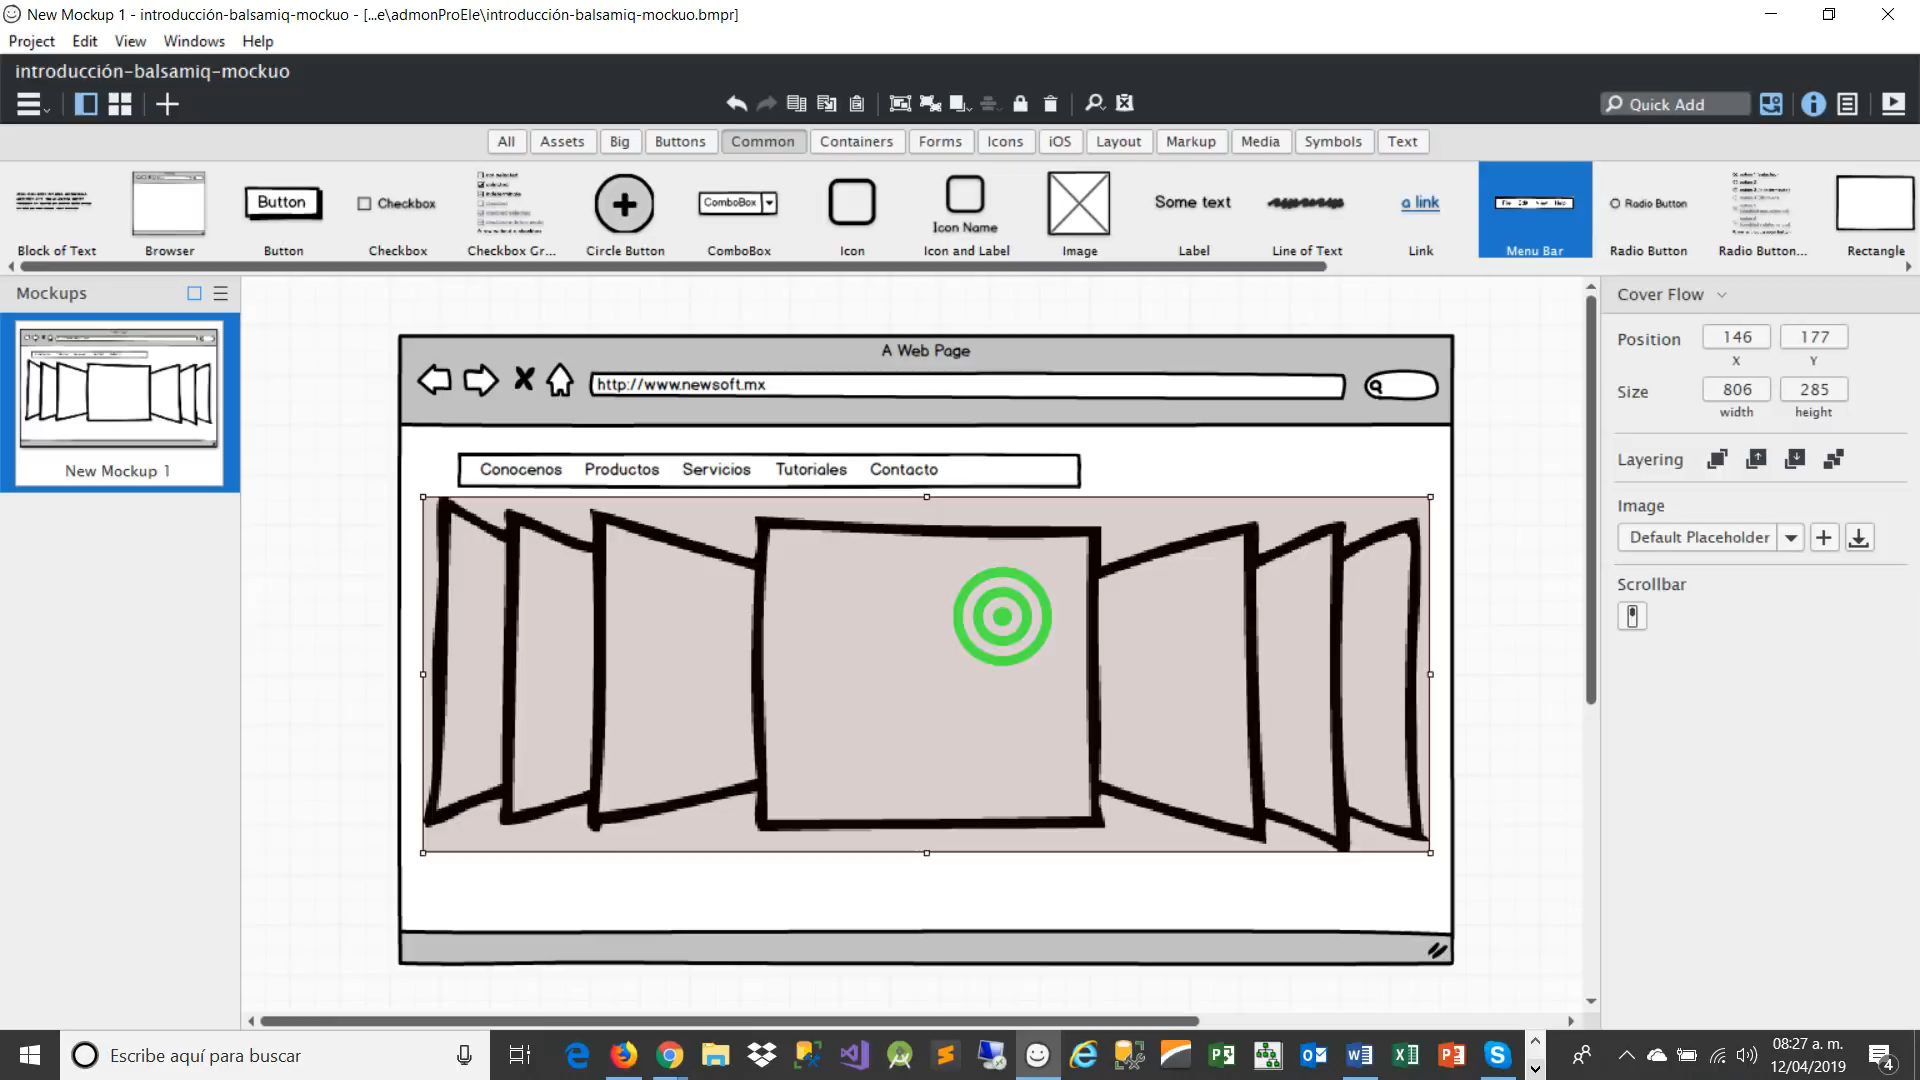 New Mockup 1 - introducción-balsamiq-mockuo - [...e\admonProEle\introducción-balsamiq-mockuo.bmpr]
Project Edit View Windows Help
introducción-balsamiq-mockuo
Quick Add
All Assets Big Buttons Common Containers Forms Icons iOS Layout Markup Media Symbols Text
Button Checkbox ComboBox Icon Name Some text a link File Edit View Help Radio Button
Block of Text Browser Button Checkbox Checkbox Gr... Circle Button ComboBox Icon Icon and Label Image Label Line of Text Link Menu Bar Radio Button Radio Button... Rectangle
Mockups
New Mockup 1
A Web Page
http://www.newsoft.mx
Conocenos Productos Servicios Tutoriales Contacto
Cover Flow
Position 146 177
X Y
Size 806 285
width height
Layering
Image
Default Placeholder
Scrollbar
Escribe aquí para buscar
08:27 a. m.
12/04/2019
4